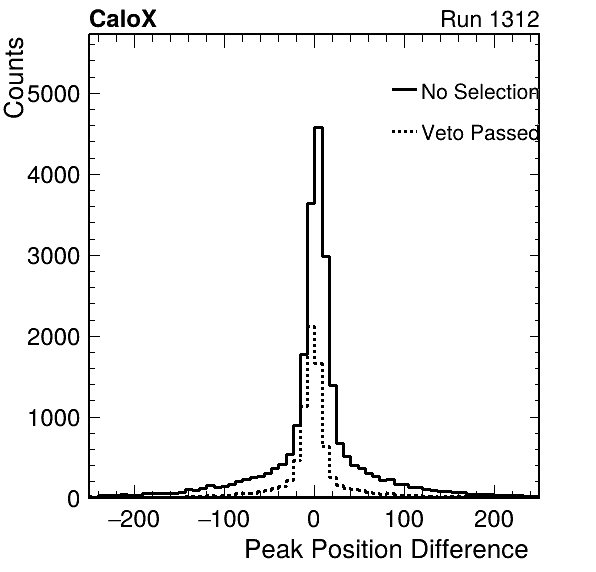 CaloX Run 1312
Counts
5000
4000
3000
2000
1000
0
No Selection
Veto Passed
−200 −100 0 100 200
Peak Position Difference